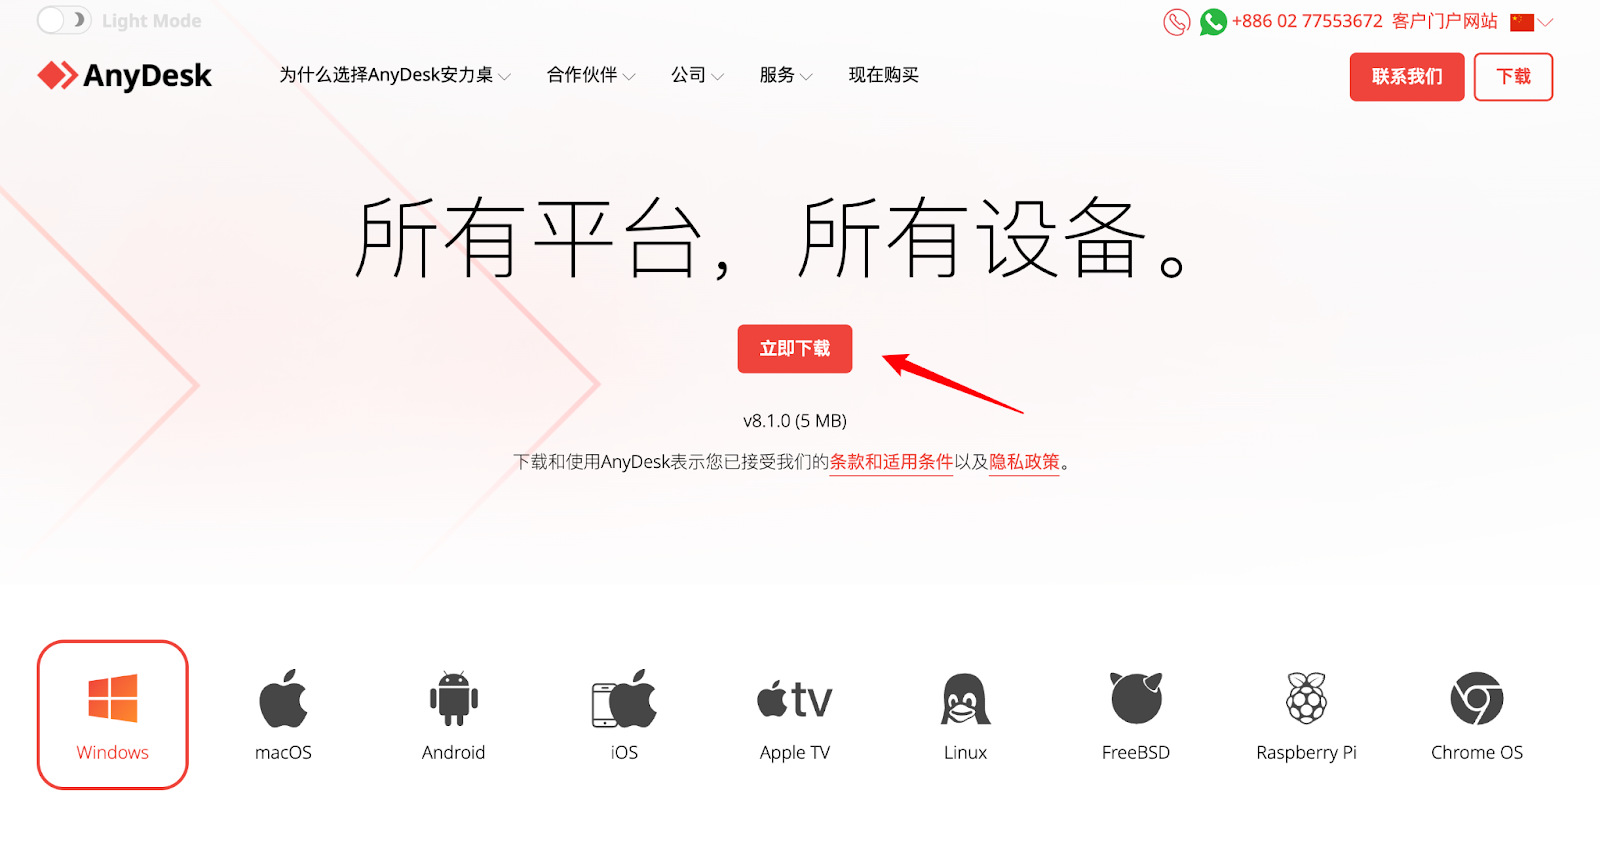 Light Mode
+886 02 77553672 客户门户网站
AnyDesk 为什么选择AnyDesk安力桌 合作伙伴 公司 服务 现在购买 联系我们 下载
所有平台，所有设备。
立即下载
v8.1.0 (5 MB)
下载和使用AnyDesk表示您已接受我们的条款和适用条件以及隐私政策。
tv
Windows macOS Android iOS Apple TV Linux FreeBSD Raspberry Pi Chrome OS